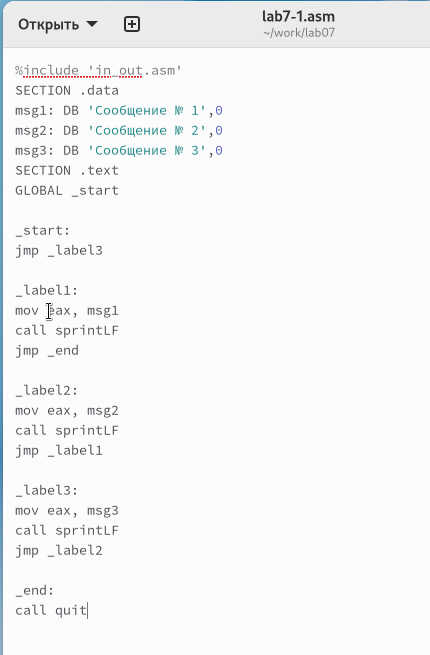 Открыть
lab7-1.asm
~/work/lab07
%include 'in_out.asm'
SECTION .data
msg1: DB 'Сообщение № 1',0
msg2: DB 'Сообщение № 2',0
msg3: DB 'Сообщение № 3',0
SECTION .text
GLOBAL _start
_start:
jmp _label3
_label1:
mov eax, msg1
call sprintLF
jmp _end
_label2:
mov eax, msg2
call sprintLF
jmp _label1
_label3:
mov eax, msg3
call sprintLF
jmp _label2
_end:
call quit